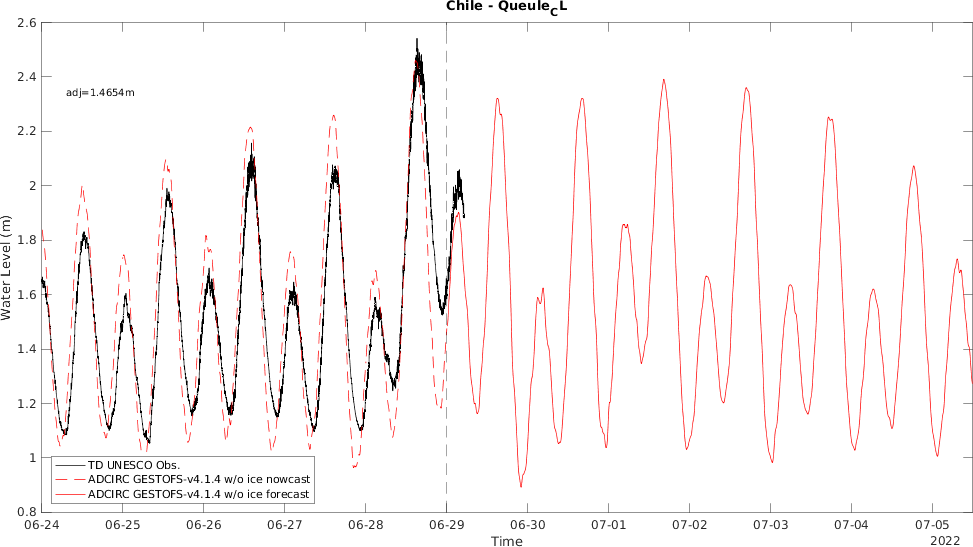 Chile - Queule_CL
2.6
2.4
adj=1.4654m
2.2
2
1.8
1.6
1.4
1.2
1
0.8
Water Level (m)
TD UNESCO Obs.
ADCIRC GESTOFS-v4.1.4 w/o ice nowcast
ADCIRC GESTOFS-v4.1.4 w/o ice forecast
06-24 06-25 06-26 06-27 06-28 06-29 06-30 07-01 07-02 07-03 07-04 07-05
Time
2022